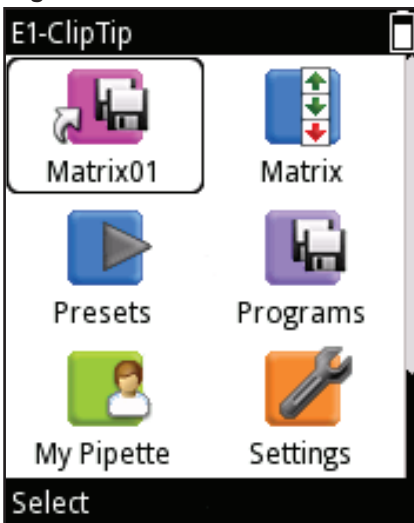 E1-ClipTip
Matrix01 Matrix
Presets Programs
My Pipette Settings
Select